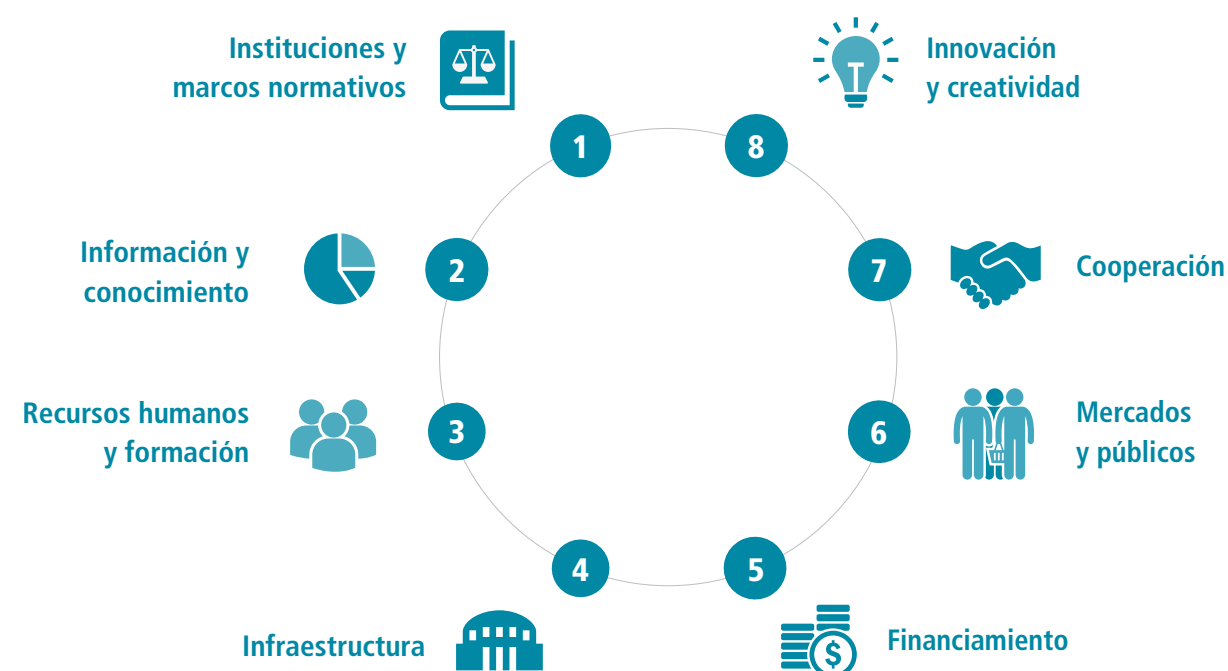 Instituciones y
marcos normativos
1
Información y
conocimiento
2
Recursos humanos
y formación
3
4
Infraestructura
5
$
Financiamiento
6
Mercados
y públicos
7
Cooperación
8
Innovación
y creatividad